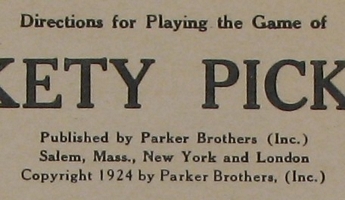 Directions for Playing the Game of
KETY PICK
Published by Parker Brothers (Inc.)
Salem, Mass., New York and London
Copyright 1924 by Parker Brothers, (Inc.)